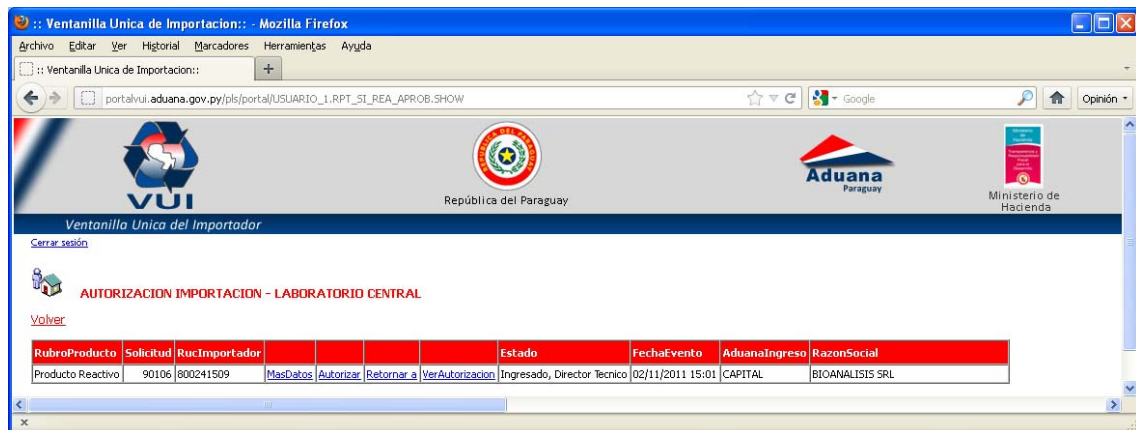 :: Ventanilla Unica de Importacion:: - Mozilla Firefox
Archivo Editar Ver Historial Marcadores Herramientas Ayuda
:: Ventanilla Unica de Importacion::
portalvui.aduana.gov.py/pls/portal/USUARIO_1.RPT_SI_REA_APROB.SHOW
Google
Opinión
VUI
República del Paraguay
Aduana
Paraguay
Ministerio de
Hacienda
Ventanilla Unica del Importador
Cerrar sesión
AUTORIZACION IMPORTACION - LABORATORIO CENTRAL
Volver
RubroProducto Solicitud RucImportador Estado FechaEvento AduanaIngreso RazonSocial
Producto Reactivo 90106 800241509 MasDatos Autorizar Retornar a VerAutorizacion Ingresado, Director Tecnico 02/11/2011 15:01 CAPITAL BIOANALISIS SRL